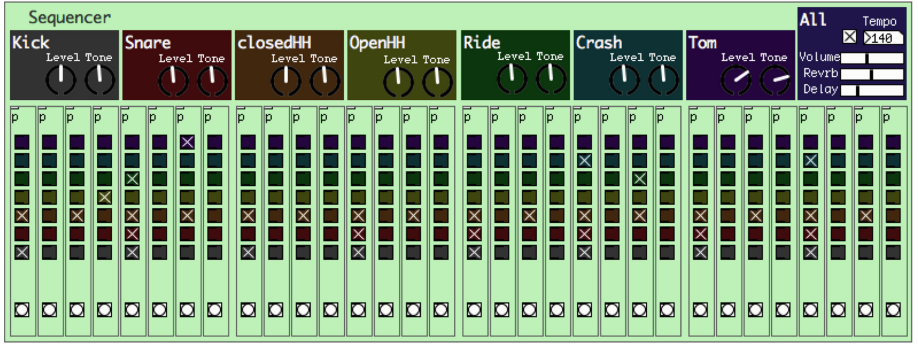 Sequencer
All Tempo
Kick Snare closedHH OpenHH Ride Crash Tom
140
Level Tone Level Tone Level Tone Level Tone Level Tone Level Tone Level Tone
Volume
Revrb
Delay
p p p p p p p p p p p p p p p p p p p p p p p p p p p p p p p p